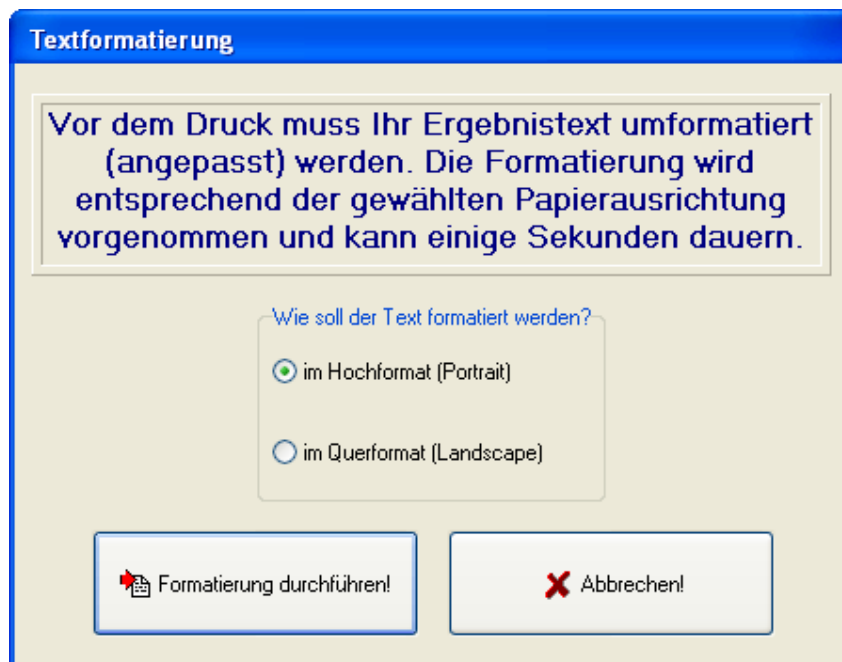 Textformatierung
Vor dem Druck muss Ihr Ergebnistext umformatiert
(angepasst) werden. Die Formatierung wird
entsprechend der gewählten Papierausrichtung
vorgenommen und kann einige Sekunden dauern.
Wie soll der Text formatiert werden?
im Hochformat (Portrait)
im Querformat (Landscape)
Formatierung durchführen!
Abbrechen!